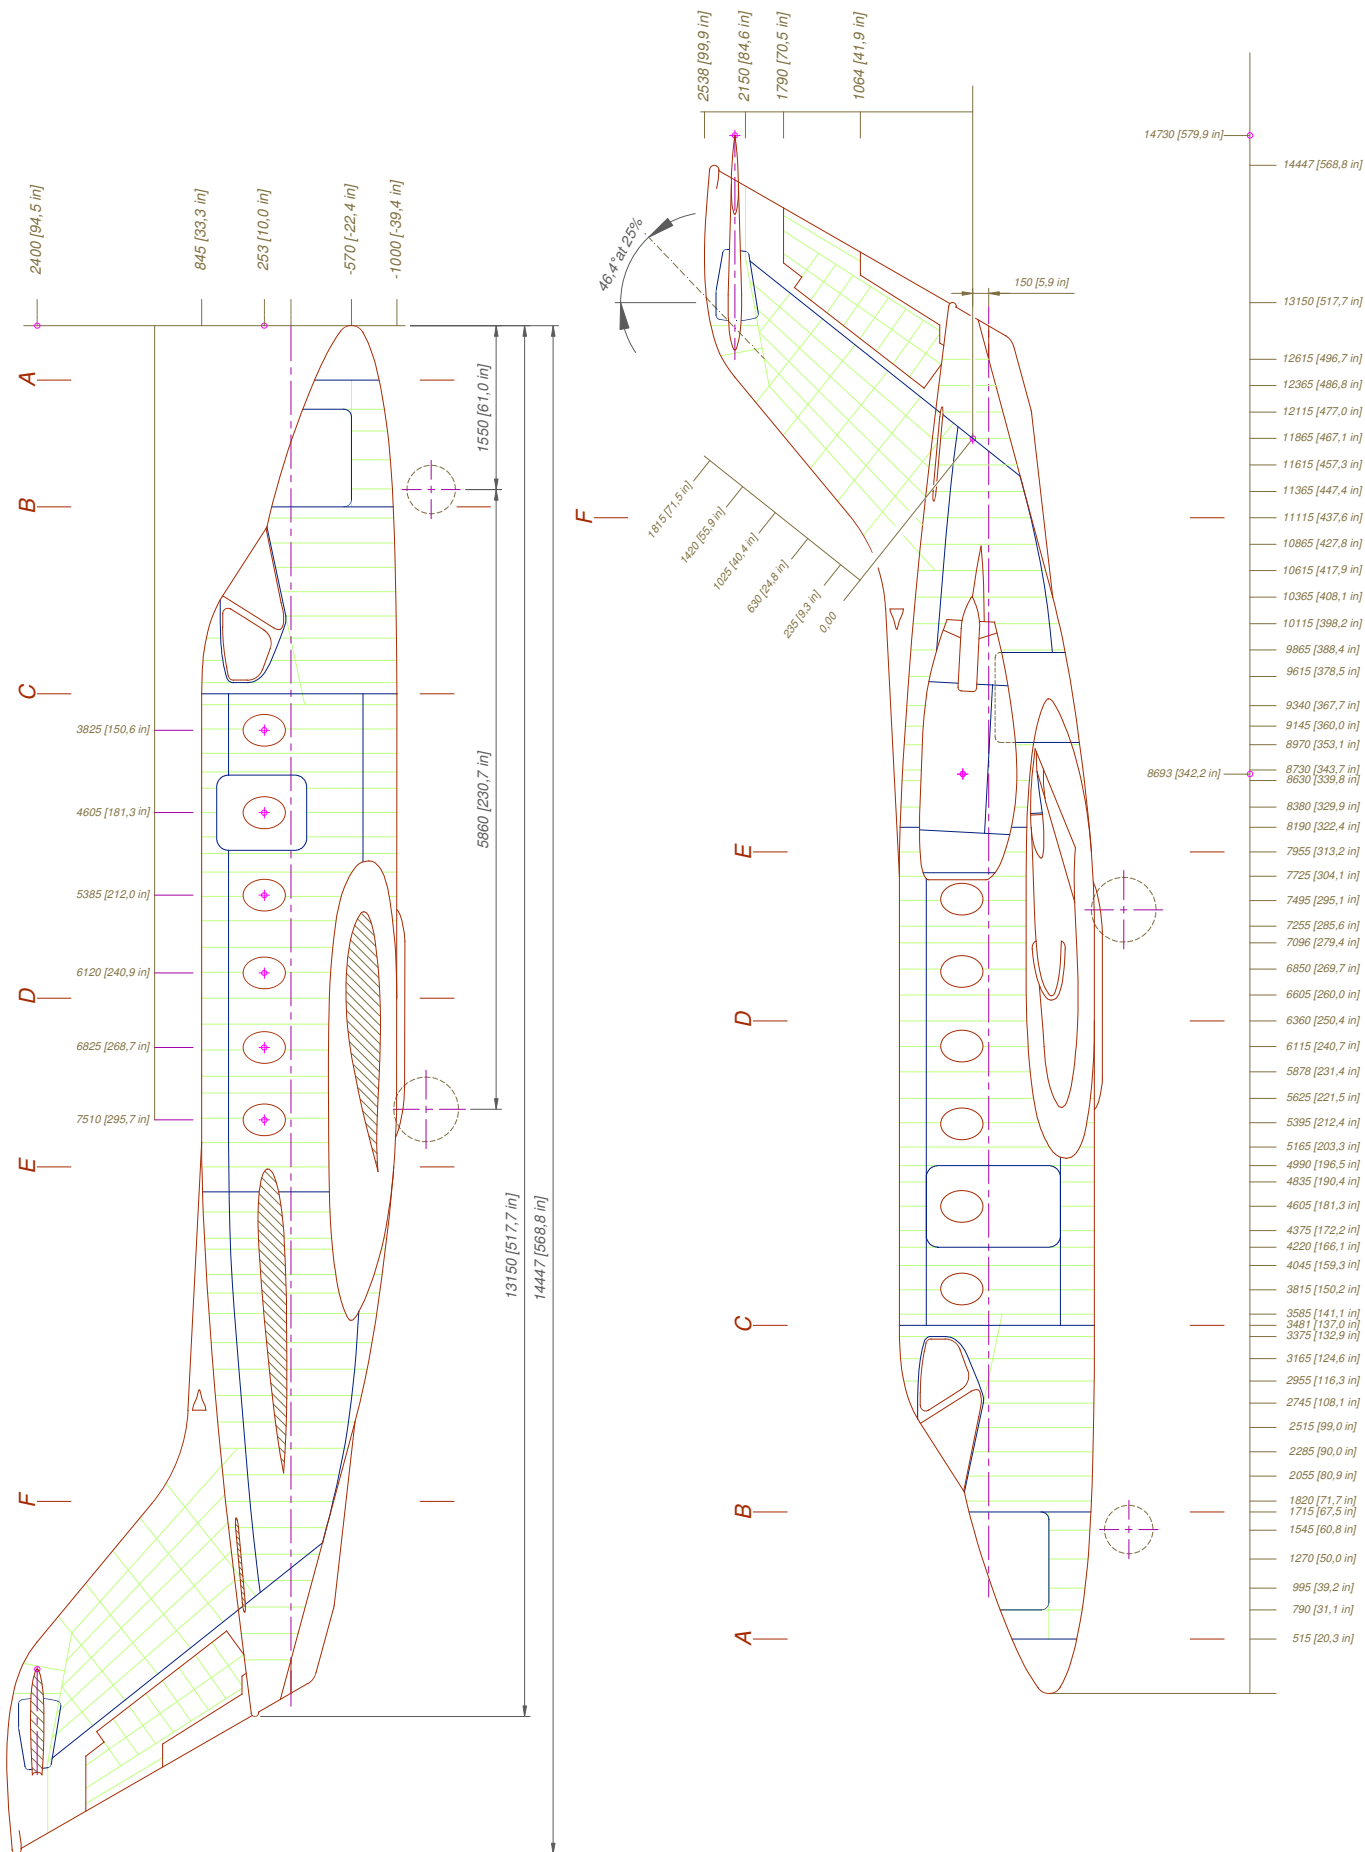 2400 [94,5 in]
845 [33,3 in]
253 [10,0 in]
-570 [-22,4 in]
-1000 [-39,4 in]
A
B
C
D
E
F
3825 [150,6 in]
4605 [181,3 in]
5385 [212,0 in]
6120 [240,9 in]
6825 [268,7 in]
7510 [295,7 in]
1550 [61,0 in]
5860 [230,7 in]
13150 [517,7 in]
14447 [568,8 in]
2538 [99,9 in]
2150 [84,6 in]
1790 [70,5 in]
1064 [41,9 in]
46,4°at 25%
150 [5,9 in]
1815 [71,5 in]
1420 [55,9 in]
1025 [40,4 in]
630 [24,8 in]
235 [9,3 in]
0,00
F
E
D
C
B
A
14730 [579,9 in]
8693 [342,2 in]
14447 [568,8 in]
13150 [517,7 in]
12615 [496,7 in]
12365 [486,8 in]
12115 [477,0 in]
11865 [467,1 in]
11615 [457,3 in]
11365 [447,4 in]
11115 [437,6 in]
10865 [427,8 in]
10615 [417,9 in]
10365 [408,1 in]
10115 [398,2 in]
9865 [388,4 in]
9615 [378,5 in]
9340 [367,7 in]
9145 [360,0 in]
8970 [353,1 in]
8730 [343,7 in]
8630 [339,8 in]
8380 [329,9 in]
8190 [322,4 in]
7955 [313,2 in]
7725 [304,1 in]
7495 [295,1 in]
7255 [285,6 in]
7096 [279,4 in]
6850 [269,7 in]
6605 [260,0 in]
6360 [250,4 in]
6115 [240,7 in]
5878 [231,4 in]
5625 [221,5 in]
5395 [212,4 in]
5165 [203,3 in]
4990 [196,5 in]
4835 [190,4 in]
4605 [181,3 in]
4375 [172,2 in]
4220 [166,1 in]
4045 [159,3 in]
3815 [150,2 in]
3585 [141,1 in]
3481 [137,0 in]
3375 [132,9 in]
3165 [124,6 in]
2955 [116,3 in]
2745 [108,1 in]
2515 [99,0 in]
2285 [90,0 in]
2055 [80,9 in]
1820 [71,7 in]
1715 [67,5 in]
1545 [60,8 in]
1270 [50,0 in]
995 [39,2 in]
790 [31,1 in]
515 [20,3 in]